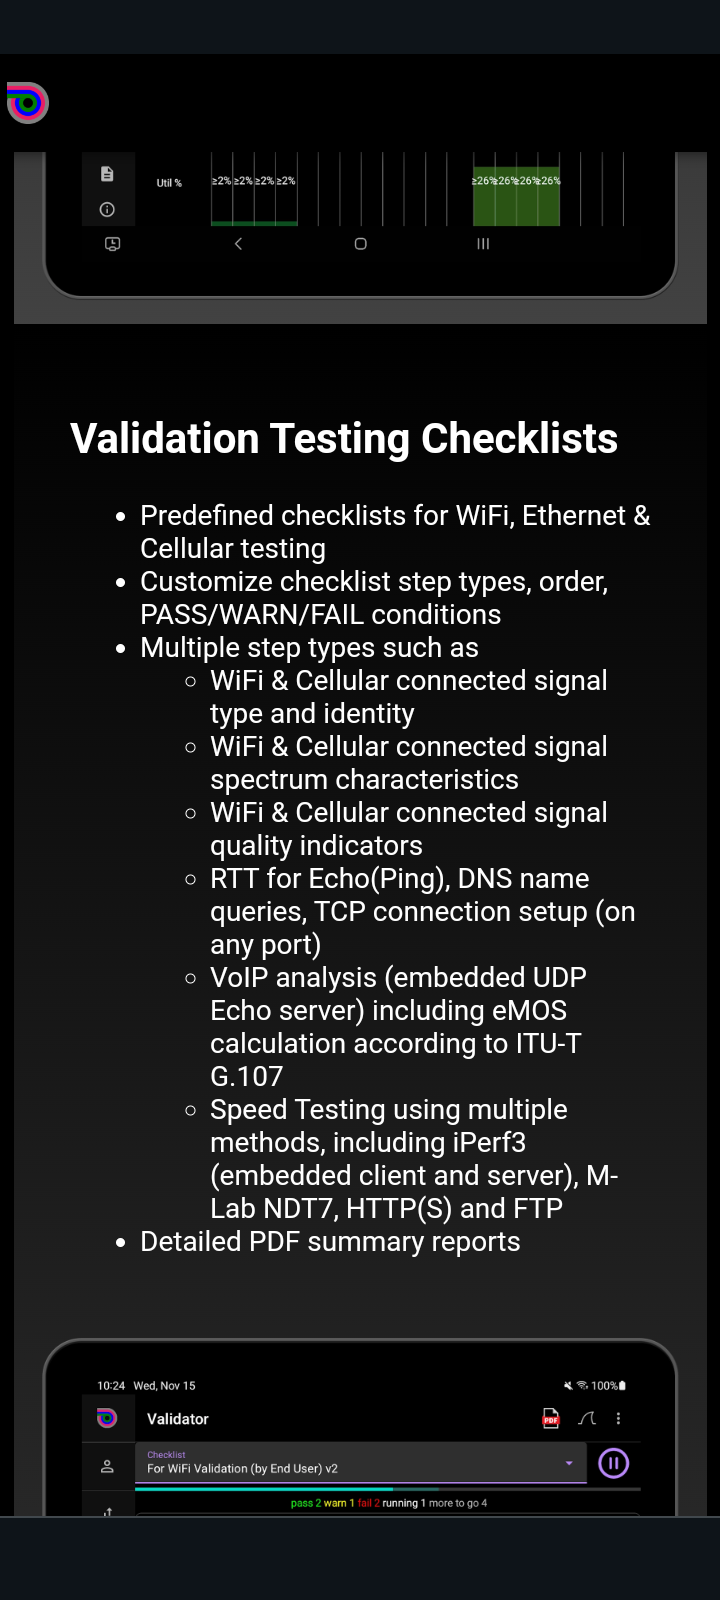 Util %
≥2% ≥2% ≥2% ≥2%
≥26% ≥26% ≥26% ≥26%
Validation Testing Checklists
Predefined checklists for WiFi, Ethernet &
Cellular testing
Customize checklist step types, order,
PASS/WARN/FAIL conditions
Multiple step types such as
WiFi & Cellular connected signal
type and identity
WiFi & Cellular connected signal
spectrum characteristics
WiFi & Cellular connected signal
quality indicators
RTT for Echo(Ping), DNS name
queries, TCP connection setup (on
any port)
VoIP analysis (embedded UDP
Echo server) including eMOS
calculation according to ITU-T
G.107
Speed Testing using multiple
methods, including iPerf3
(embedded client and server), M-
Lab NDT7, HTTP(S) and FTP
Detailed PDF summary reports
10:24 Wed, Nov 15
100%
Validator
PDF
Checklist
For WiFi Validation (by End User) v2
pass 2 warn 1 fail 2 running 1 more to go 4